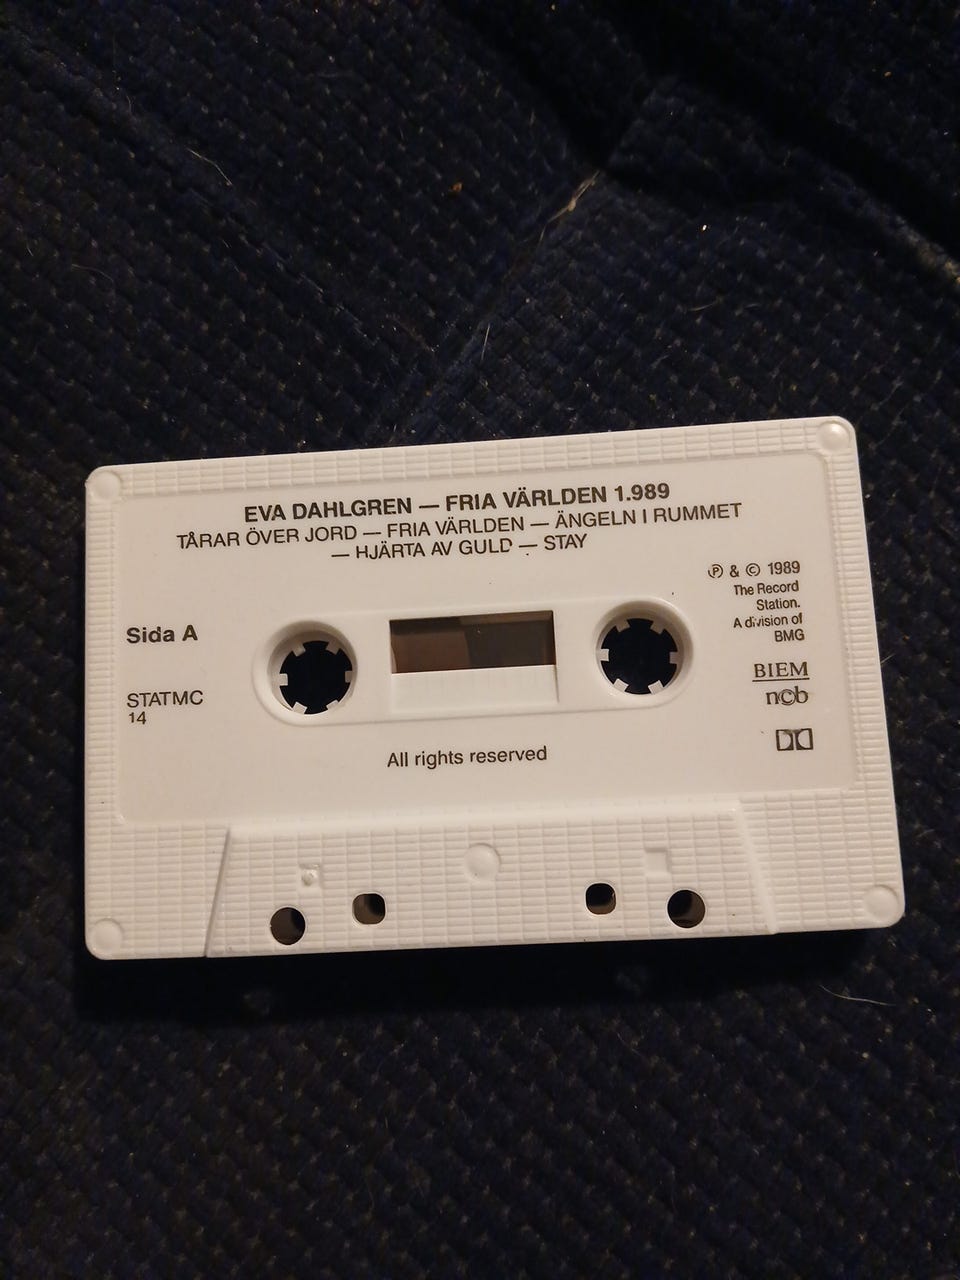 EVA DAHLGREN — FRIA VÄRLDEN 1.989
TÅRAR ÖVER JORD — FRIA VÄRLDEN — ÄNGELN I RUMMET
— HJÄRTA AV GULD — STAY
℗ & © 1989
The Record
Station.
A division of
BMG
Sida A
BIEM
ncb
STATMC
14
All rights reserved